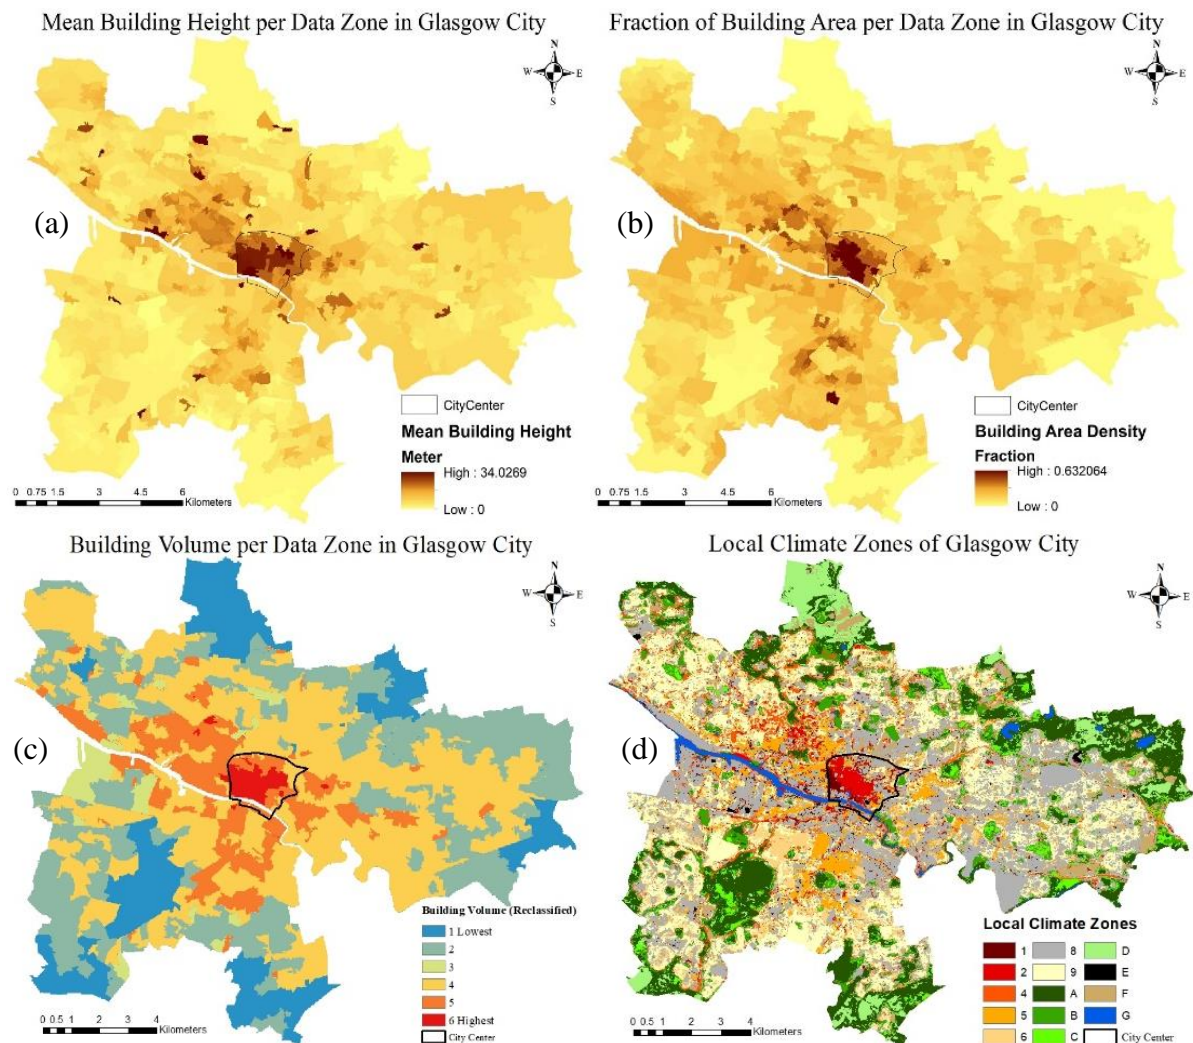 Mean Building Height per Data Zone in Glasgow City
N
W E
S
(a)
CityCenter
Mean Building Height
Meter
High : 34.0269
Low : 0
0 0.75 1.5 3 4.5 6
Kilometers
Fraction of Building Area per Data Zone in Glasgow City
N
W E
S
(b)
CityCenter
Building Area Density
Fraction
High : 0.632064
Low : 0
0 0.75 1.5 3 4.5 6
Kilometers
Building Volume per Data Zone in Glasgow City
N
W E
S
(c)
Building Volume (Reclassified)
1 Lowest
2
3
4
5
6 Highest
City Center
0 0.5 1 2 3 4
Kilometers
Local Climate Zones of Glasgow City
N
W E
S
(d)
Local Climate Zones
1 8 D
2 9 E
4 A F
5 B G
6 C City Center
0 0.5 1 2 3 4
Kilometers